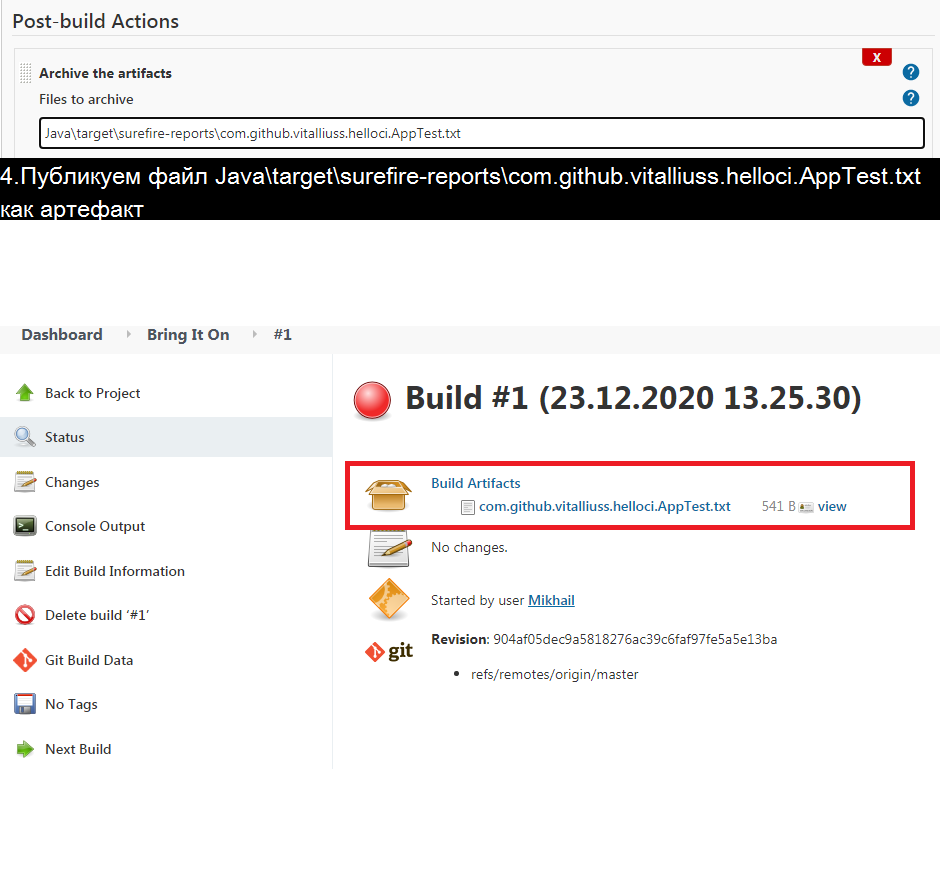 Post-build Actions
X
Archive the artifacts
?
Files to archive
?
Java\target\surefire-reports\com.github.vitalliuss.helloci.AppTest.txt
4.Публикуем файл Java\target\surefire-reports\com.github.vitalliuss.helloci.AppTest.txt
как артефакт
Dashboard Bring It On #1
Back to Project
Status
Changes
Console Output
Edit Build Information
Delete build ‘#1’
Git Build Data
No Tags
Next Build
Build #1 (23.12.2020 13.25.30)
Build Artifacts
com.github.vitalliuss.helloci.AppTest.txt 541 B view
No changes.
Started by user Mikhail
git Revision: 904af05dec9a5818276ac39c6faf97fe5a5e13ba
• refs/remotes/origin/master